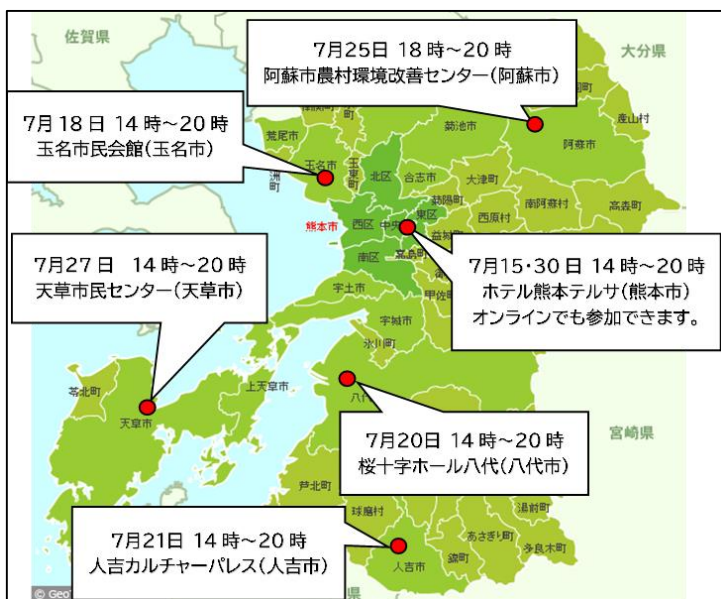 佐賀県
大分県
7月25日 18時～20時
阿蘇市農村環境改善センター(阿蘇市)
産山村
菊池市
阿蘇市
7月18日 14時～20時
玉名市民会館(玉名市)
荒尾市
玉名市
玉東町
北区
合志市
大津町
菊陽町
南阿蘇村
高森町
熊本市
西区
中央
東区
西原村
益城
南区
嘉島町
7月15・30日 14時～20時
ホテル熊本テルサ(熊本市)
オンラインでも参加できます。
7月27日 14時～20時
天草市民センター(天草市)
宇土市
甲佐町
宇城市
氷川町
上天草市
苓北町
天草市
八代
宮崎県
7月20日 14時～20時
桜十字ホール八代(八代市)
芦北町
球磨村
湯前町
あさぎり町
多良木町
錦町
人吉市
7月21日 14時～20時
人吉カルチャーパレス(人吉市)
県
© Geo